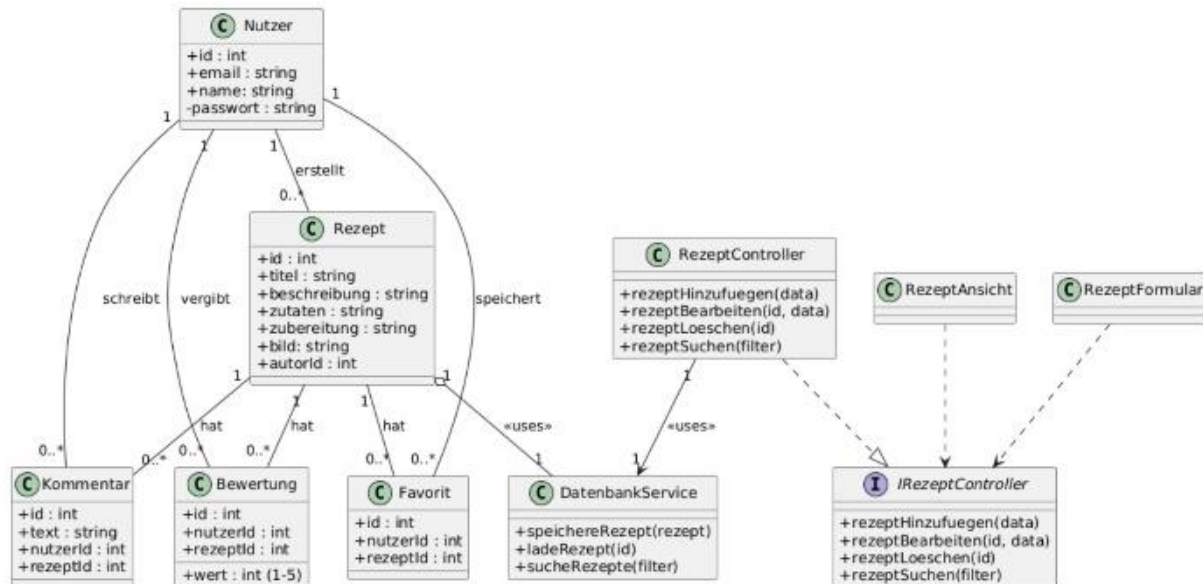 C Nutzer
+id : int
+email : string
+name: string
-passwort : string
1
1
1
1
erstellt
0..*
C Rezept
+id : int
+titel : string
+beschreibung : string
+zutaten : string
+zubereitung : string
+bild: string
+autorId : int
schreibt
vergibt
speichert
C RezeptController
+rezeptHinzufuegen(data)
+rezeptBearbeiten(id, data)
+rezeptLoeschen(id)
+rezeptSuchen(filter)
C RezeptAnsicht
C RezeptFormular
1
1
1
1
1
hat
hat
hat
«uses»
«uses»
0..*
0..*
0..*
0..*
0..*
0..*
1
1
C Kommentar
+id : int
+text : string
+nutzerId : int
+rezeptId : int
C Bewertung
+id : int
+nutzerId : int
+rezeptId : int
+wert : int (1-5)
C Favorit
+id : int
+nutzerId : int
+rezeptId : int
C DatenbankService
+speichereRezept(rezept)
+ladeRezept(id)
+sucheRezepte(filter)
I IRezeptController
+rezeptHinzufuegen(data)
+rezeptBearbeiten(id, data)
+rezeptLoeschen(id)
+rezeptSuchen(filter)